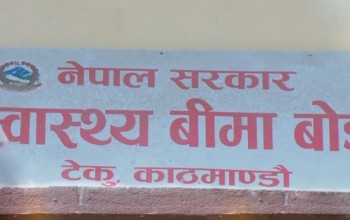 नेपाल सरकार
स्वास्थ्य बीमा बोर्ड
टेकु, काठमाण्डौ